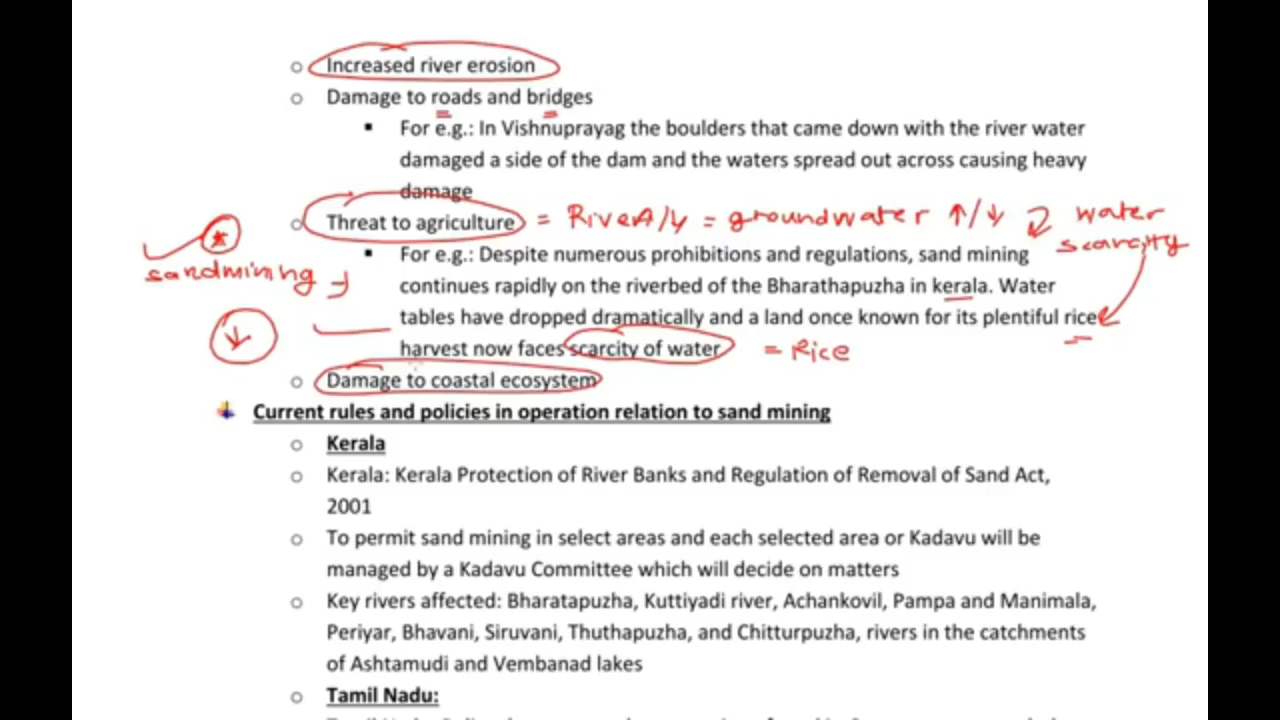 Increased river erosion
Damage to roads and bridges
For e.g.: In Vishnuprayag the boulders that came down with the river water
damaged a side of the dam and the waters spread out across causing heavy
damage
Threat to agriculture = River ↑/↓ = groundwater ↑/↓ water
scarcity
For e.g.: Despite numerous prohibitions and regulations, sand mining
sandmining
continues rapidly on the riverbed of the Bharathapuzha in kerala. Water
tables have dropped dramatically and a land once known for its plentiful rice
↓
harvest now faces scarcity of water = Rice
Damage to coastal ecosystem
Current rules and policies in operation relation to sand mining
Kerala
Kerala: Kerala Protection of River Banks and Regulation of Removal of Sand Act,
2001
To permit sand mining in select areas and each selected area or Kadavu will be
managed by a Kadavu Committee which will decide on matters
Key rivers affected: Bharatapuzha, Kuttiyadi river, Achankovil, Pampa and Manimala,
Periyar, Bhavani, Siruvani, Thuthapuzha, and Chitturpuzha, rivers in the catchments
of Ashtamudi and Vembanad lakes
Tamil Nadu: